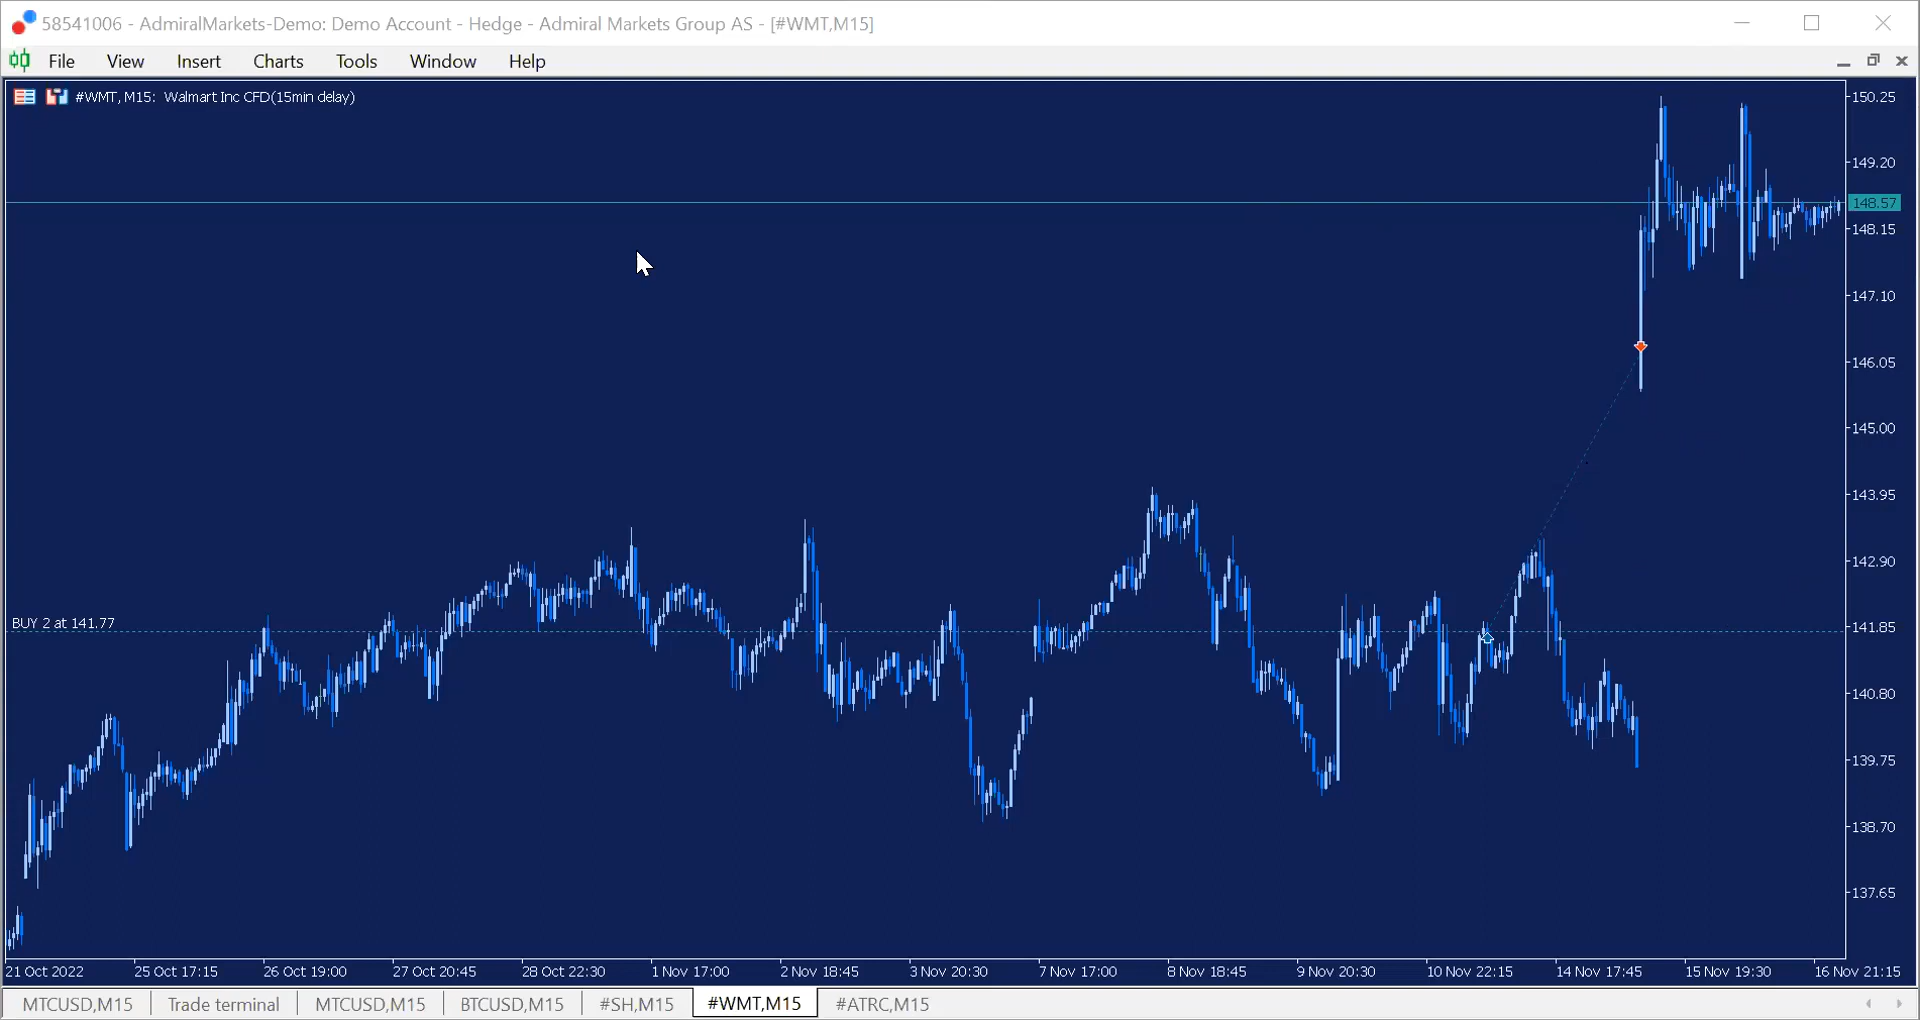 58541006 - AdmiralMarkets-Demo: Demo Account - Hedge - Admiral Markets Group AS - [#WMT,M15]
File View Insert Charts Tools Window Help
#WMT, M15: Walmart Inc CFD(15min delay)
150.25
149.20
148.57
148.15
147.10
146.05
145.00
143.95
142.90
BUY 2 at 141.77
141.85
140.80
139.75
138.70
137.65
21 Oct 2022 25 Oct 17:15 26 Oct 19:00 27 Oct 20:45 28 Oct 22:30 1 Nov 17:00 2 Nov 18:45 3 Nov 20:30 7 Nov 17:00 8 Nov 18:45 9 Nov 20:30 10 Nov 22:15 14 Nov 17:45 15 Nov 19:30 16 Nov 21:15
MTCUSD,M15 Trade terminal MTCUSD,M15 BTCUSD,M15 #SH,M15 #WMT,M15 #ATRC,M15